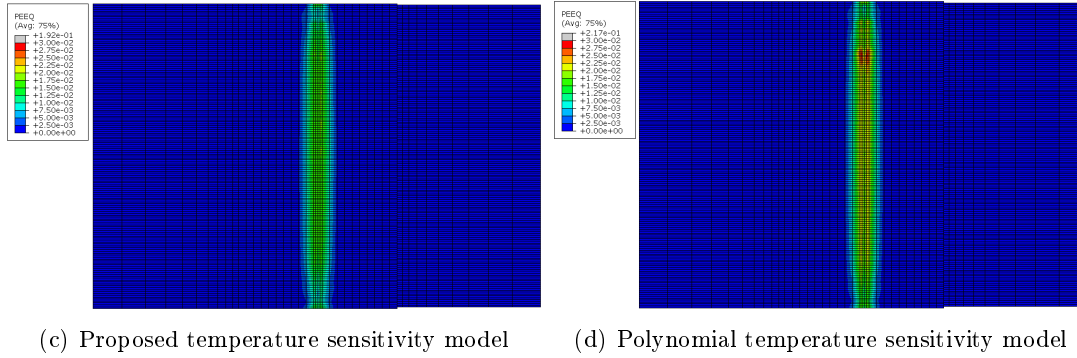 PEEQ
(Avg: 75%)
+1.92e-01
+3.00e-02
+2.75e-02
+2.50e-02
+2.25e-02
+2.00e-02
+1.75e-02
+1.50e-02
+1.25e-02
+1.00e-02
+7.50e-03
+5.00e-03
+2.50e-03
+0.00e+00
PEEQ
(Avg: 75%)
+2.17e-01
+3.00e-02
+2.75e-02
+2.50e-02
+2.25e-02
+2.00e-02
+1.75e-02
+1.50e-02
+1.25e-02
+1.00e-02
+7.50e-03
+5.00e-03
+2.50e-03
+0.00e+00
(c) Proposed temperature sensitivity model
(d) Polynomial temperature sensitivity model